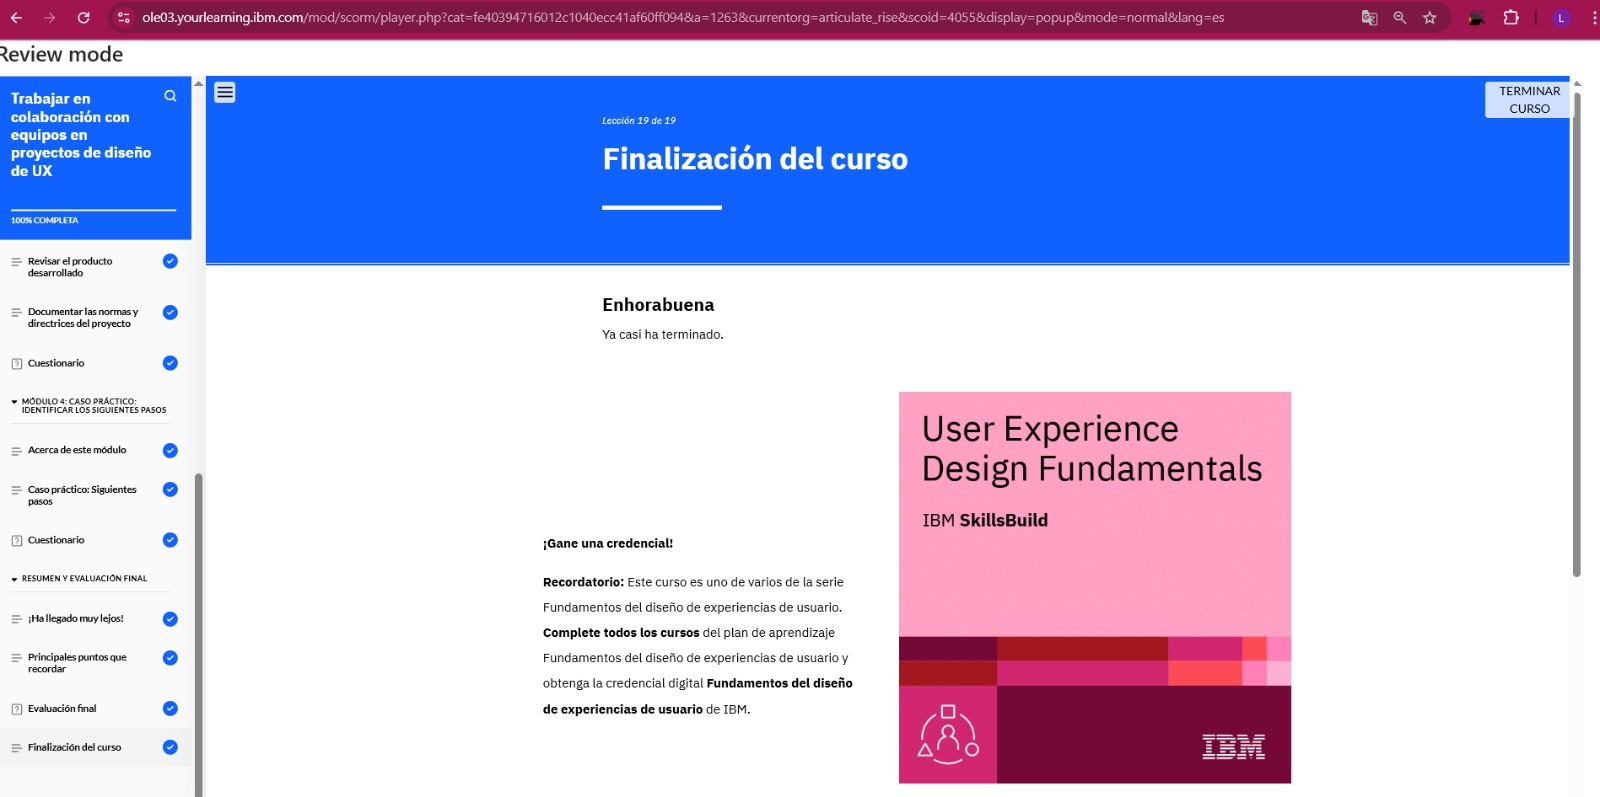 ole03.yourlearning.ibm.com/mod/scorm/player.php?cat=fe40394716012c1040ecc41af60ff094&a=1263&currentorg=articulate_rise&scoid=4055&display=popup&mode=normal&lang=es
L
Review mode
Trabajar en
colaboración con
equipos en
proyectos de diseño
de UX
100% COMPLETA
Revisar el producto
desarrollado
Documentar las normas y
directrices del proyecto
Cuestionario
MÓDULO 4: CASO PRÁCTICO:
IDENTIFICAR LOS SIGUIENTES PASOS
Acerca de este módulo
Caso práctico: Siguientes
pasos
Cuestionario
RESUMEN Y EVALUACIÓN FINAL
¡Ha llegado muy lejos!
Principales puntos que
recordar
Evaluación final
Finalización del curso
TERMINAR
CURSO
Lección 19 de 19
Finalización del curso
Enhorabuena
Ya casi ha terminado.
¡Gane una credencial!
Recordatorio: Este curso es uno de varios de la serie
Fundamentos del diseño de experiencias de usuario.
Complete todos los cursos del plan de aprendizaje
Fundamentos del diseño de experiencias de usuario y
obtenga la credencial digital Fundamentos del diseño
de experiencias de usuario de IBM.
User Experience
Design Fundamentals
IBM SkillsBuild
IBM